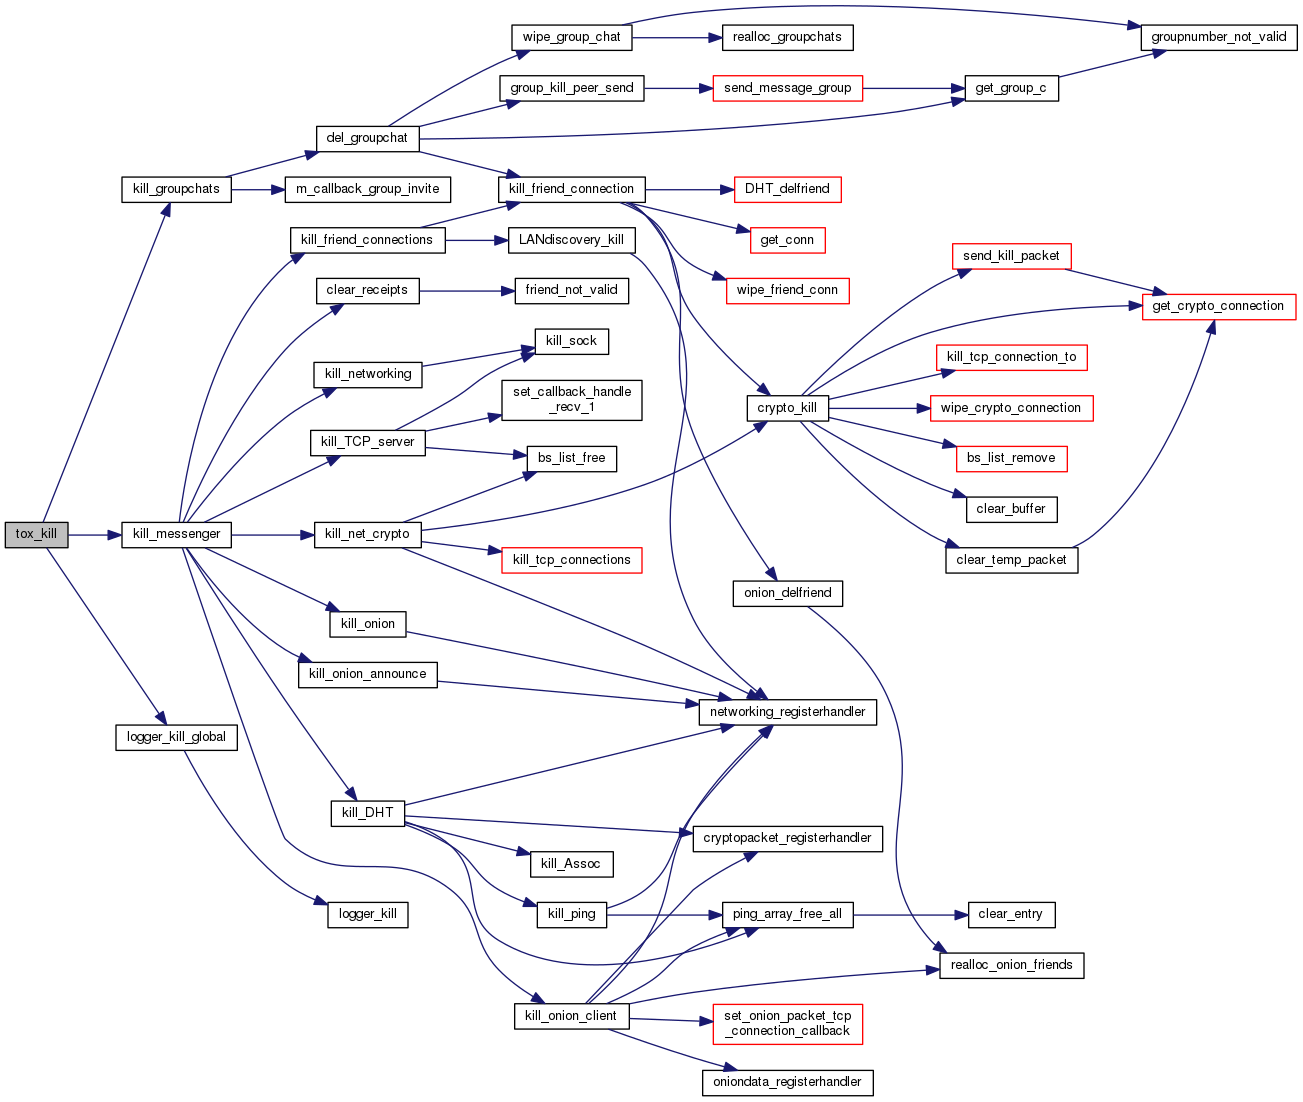 wipe_group_chat
realloc_groupchats
groupnumber_not_valid
group_kill_peer_send
send_message_group
get_group_c
del_groupchat
kill_groupchats
m_callback_group_invite
kill_friend_connection
DHT_delfriend
kill_friend_connections
LANdiscovery_kill
get_conn
send_kill_packet
clear_receipts
friend_not_valid
wipe_friend_conn
get_crypto_connection
kill_sock
kill_networking
kill_tcp_connection_to
set_callback_handle
_recv_1
crypto_kill
wipe_crypto_connection
kill_TCP_server
bs_list_free
bs_list_remove
clear_buffer
tox_kill
kill_messenger
kill_net_crypto
kill_tcp_connections
clear_temp_packet
onion_delfriend
kill_onion
kill_onion_announce
networking_registerhandler
logger_kill_global
kill_DHT
cryptopacket_registerhandler
kill_Assoc
logger_kill
kill_ping
ping_array_free_all
clear_entry
realloc_onion_friends
kill_onion_client
set_onion_packet_tcp
_connection_callback
oniondata_registerhandler